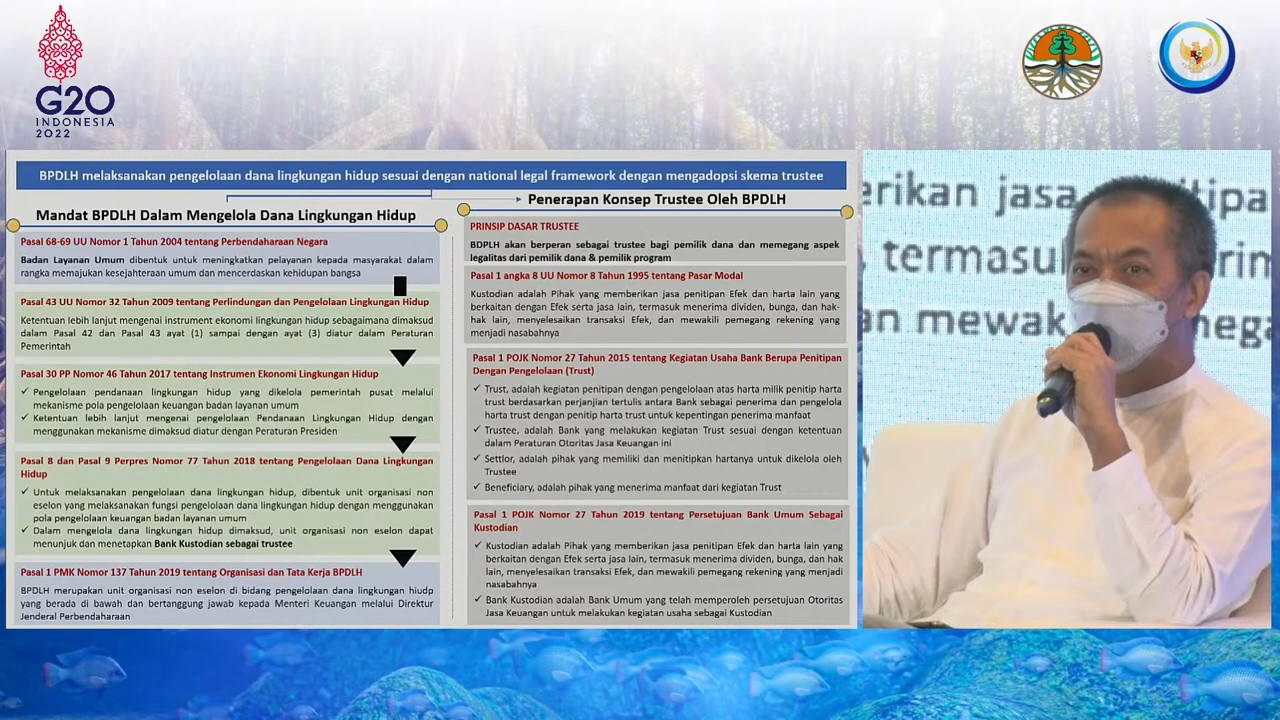 G20
INDONESIA
2022
BPDLH melaksanakan pengelolaan dana lingkungan hidup sesuai dengan national legal framework dengan mengadopsi skema trustee
Mandat BPDLH Dalam Mengelola Dana Lingkungan Hidup
Pasal 68-69 UU Nomor 1 Tahun 2004 tentang Perbendaharaan Negara
Badan Layanan Umum dibentuk untuk meningkatkan pelayanan kepada masyarakat dalam
rangka memajukan kesejahteraan umum dan mencerdaskan kehidupan bangsa
Pasal 43 UU Nomor 32 Tahun 2009 tentang Perlindungan dan Pengelolaan Lingkungan Hidup
Ketentuan lebih lanjut mengenai instrumen ekonomi lingkungan hidup sebagaimana dimaksud
dalam Pasal 42 dan Pasal 43 ayat (1) sampai dengan ayat (3) diatur dalam Peraturan
Pemerintah
Pasal 30 PP Nomor 46 Tahun 2017 tentang Instrumen Ekonomi Lingkungan Hidup
✓ Pengelolaan pendanaan lingkungan hidup yang dikelola pemerintah pusat melalui
mekanisme pola pengelolaan keuangan badan layanan umum
✓ Ketentuan lebih lanjut mengenai pengelolaan Pendanaan Lingkungan Hidup dengan
menggunakan mekanisme dimaksud diatur dengan Peraturan Presiden
Pasal 8 dan Pasal 9 Perpres Nomor 77 Tahun 2018 tentang Pengelolaan Dana Lingkungan
Hidup
✓ Untuk melaksanakan pengelolaan dana lingkungan hidup, dibentuk unit organisasi non
eselon yang melaksanakan fungsi pengelolaan dana lingkungan hidup dengan menggunakan
pola pengelolaan keuangan badan layanan umum
✓ Dalam mengelola dana lingkungan hidup dimaksud, unit organisasi non eselon dapat
menunjuk dan menetapkan Bank Kustodian sebagai trustee
Pasal 1 PMK Nomor 137 Tahun 2019 tentang Organisasi dan Tata Kerja BPDLH
BPDLH merupakan unit organisasi non eselon di bidang pengelolaan dana lingkungan hiudp
yang berada di bawah dan bertanggung jawab kepada Menteri Keuangan melalui Direktur
Jenderal Perbendaharaan
Penerapan Konsep Trustee Oleh BPDLH
PRINSIP DASAR TRUSTEE
BDPLH akan berperan sebagai trustee bagi pemilik dana dan memegang aspek
legalitas dari pemilik dana & pemilik program
Pasal 1 angka 8 UU Nomor 8 Tahun 1995 tentang Pasar Modal
Kustodian adalah Pihak yang memberikan jasa penitipan Efek dan harta lain yang
berkaitan dengan Efek serta jasa lain, termasuk menerima dividen, bunga, dan hak-
hak lain, menyelesaikan transaksi Efek, dan mewakili pemegang rekening yang
menjadi nasabahnya
Pasal 1 POJK Nomor 27 Tahun 2015 tentang Kegiatan Usaha Bank Berupa Penitipan
Dengan Pengelolaan (Trust)
✓ Trust, adalah kegiatan penitipan dengan pengelolaan atas harta milik penitip harta
trust berdasarkan perjanjian tertulis antara Bank sebagai penerima dan pengelola
harta trust dengan penitip harta trust untuk kepentingan penerima manfaat
✓ Trustee, adalah Bank yang melakukan kegiatan Trust sesuai dengan ketentuan
dalam Peraturan Otoritas Jasa Keuangan ini
✓ Settlor, adalah pihak yang memiliki dan menitipkan hartanya untuk dikelola oleh
Trustee
✓ Beneficiary, adalah pihak yang menerima manfaat dari kegiatan Trust
Pasal 1 POJK Nomor 27 Tahun 2019 tentang Persetujuan Bank Umum Sebagai
Kustodian
✓ Kustodian adalah Pihak yang memberikan jasa penitipan Efek dan harta lain yang
berkaitan dengan Efek serta jasa lain, termasuk menerima dividen, bunga, dan hak
lain, menyelesaikan transaksi Efek, dan mewakili pemegang rekening yang menjadi
nasabahnya
✓ Bank Kustodian adalah Bank Umum yang telah memperoleh persetujuan Otoritas
Jasa Keuangan untuk melakukan kegiatan usaha sebagai Kustodian
erikan jasa
termasu
an mewak